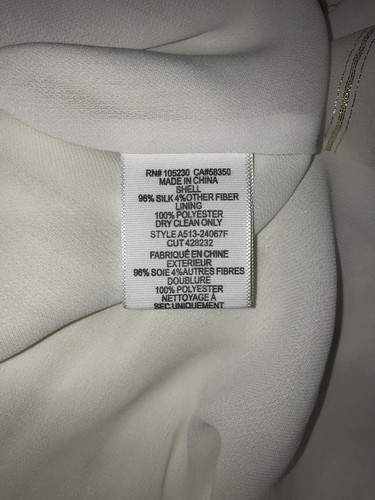 RN# 105230 CA#58350
MADE IN CHINA
SHELL
96% SILK 4%OTHER FIBER
LINING
100% POLYESTER
DRY CLEAN ONLY
STYLE A513-24067F
CUT 428232
FABRIQUÉ EN CHINE
EXTERIEUR
96% SOIE 4%AUTRES FIBRES
DOUBLURE
100% POLYESTER
NETTOYAGE À
SEC UNIQUEMENT